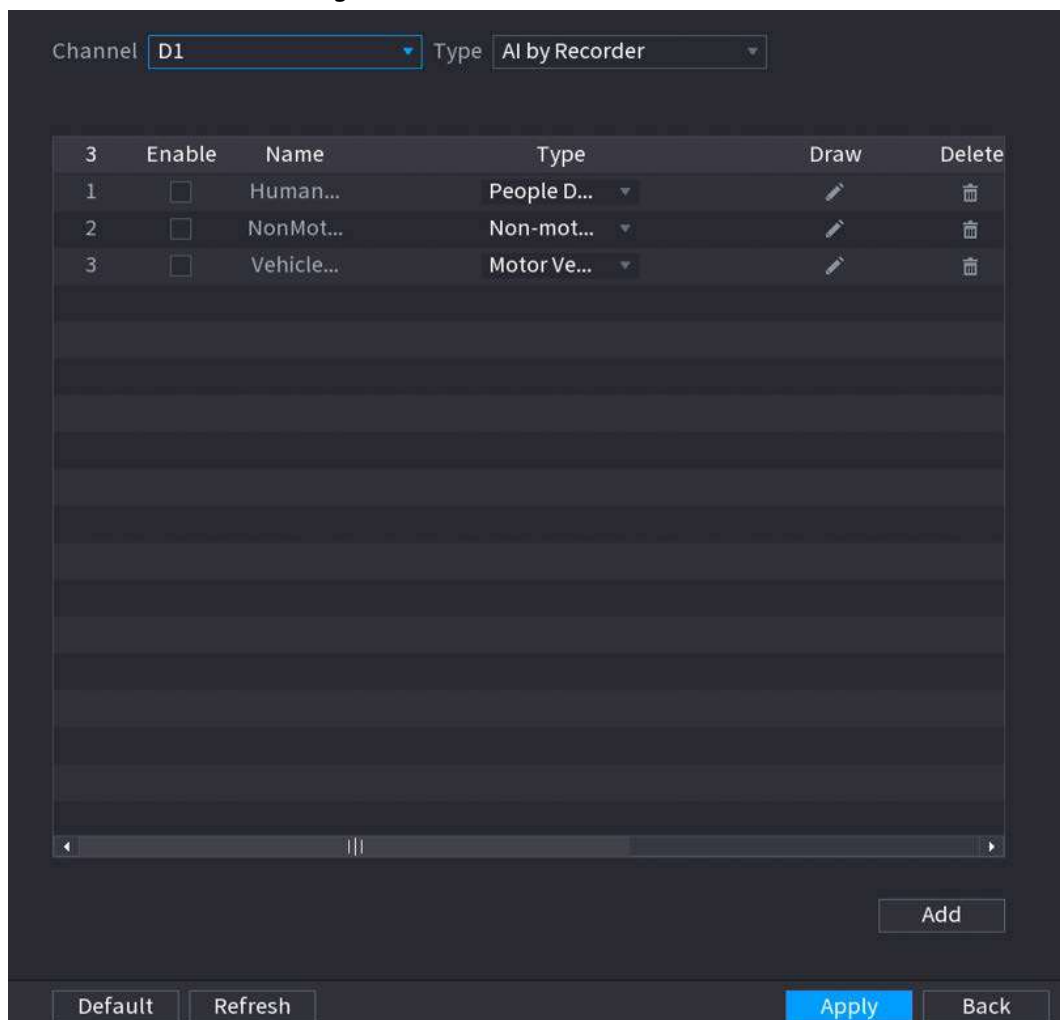 Channel D1 Type AI by Recorder
3 Enable Name Type Draw Delete
1 Human... People D...
2 NonMot... Non-mot...
3 Vehicle... Motor Ve...
Add
Default Refresh Apply Back